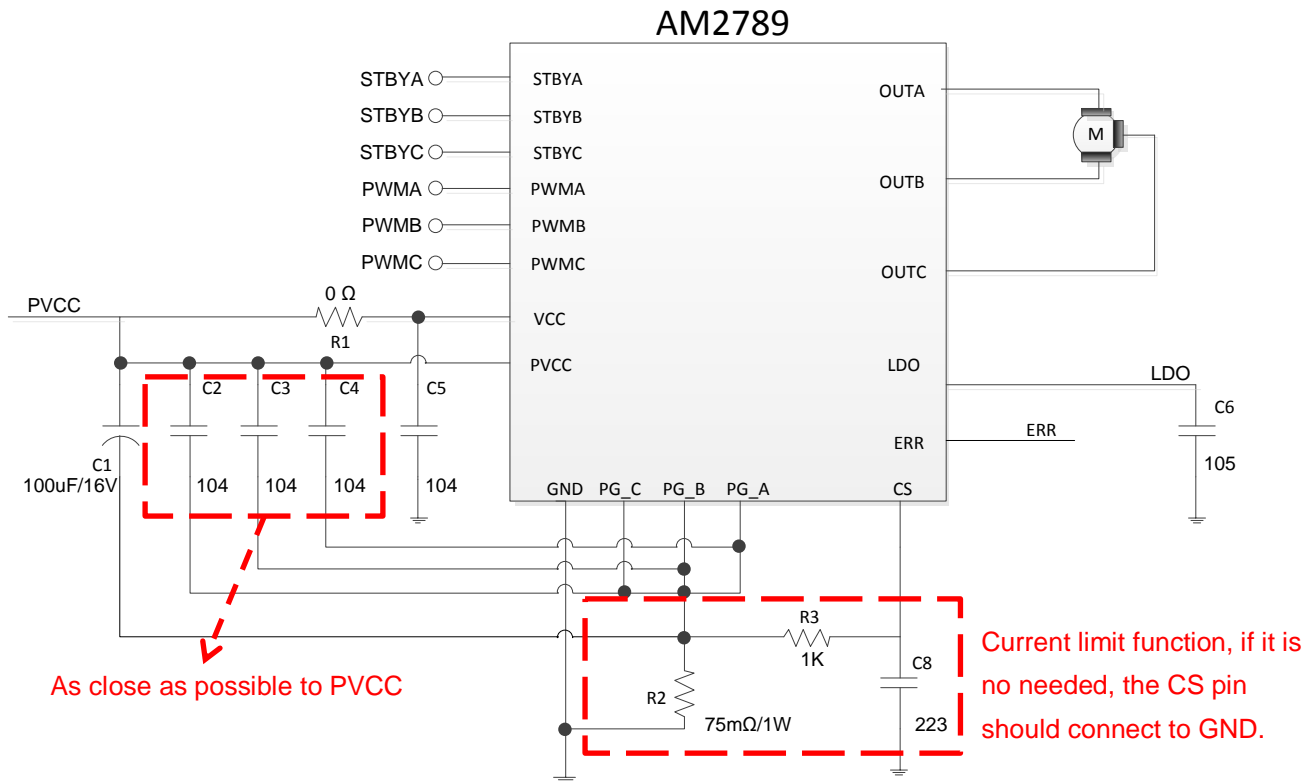 AM2789
STBYA STBYA
STBYB STBYB
STBYC STBYC
PWMA PWMA
PWMB PWMB
PWMC PWMC
OUTA
M
OUTB
OUTC
0 Ω
PVCC
R1
VCC
PVCC
LDO
LDO
C2 C3 C4 C5
C6
ERR
ERR
C1
100uF/16V
104 104 104 104
105
GND PG_C PG_B PG_A CS
R3
1K
C8
R2
75mΩ/1W
223
As close as possible to PVCC
Current limit function, if it is
no needed, the CS pin
should connect to GND.